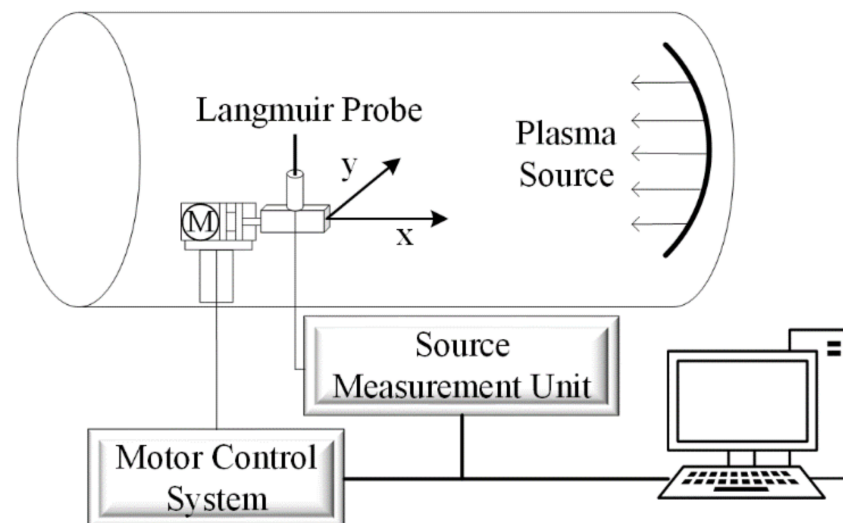 Langmuir Probe
Plasma
Source
y
M
x
Source
Measurement Unit
Motor Control
System